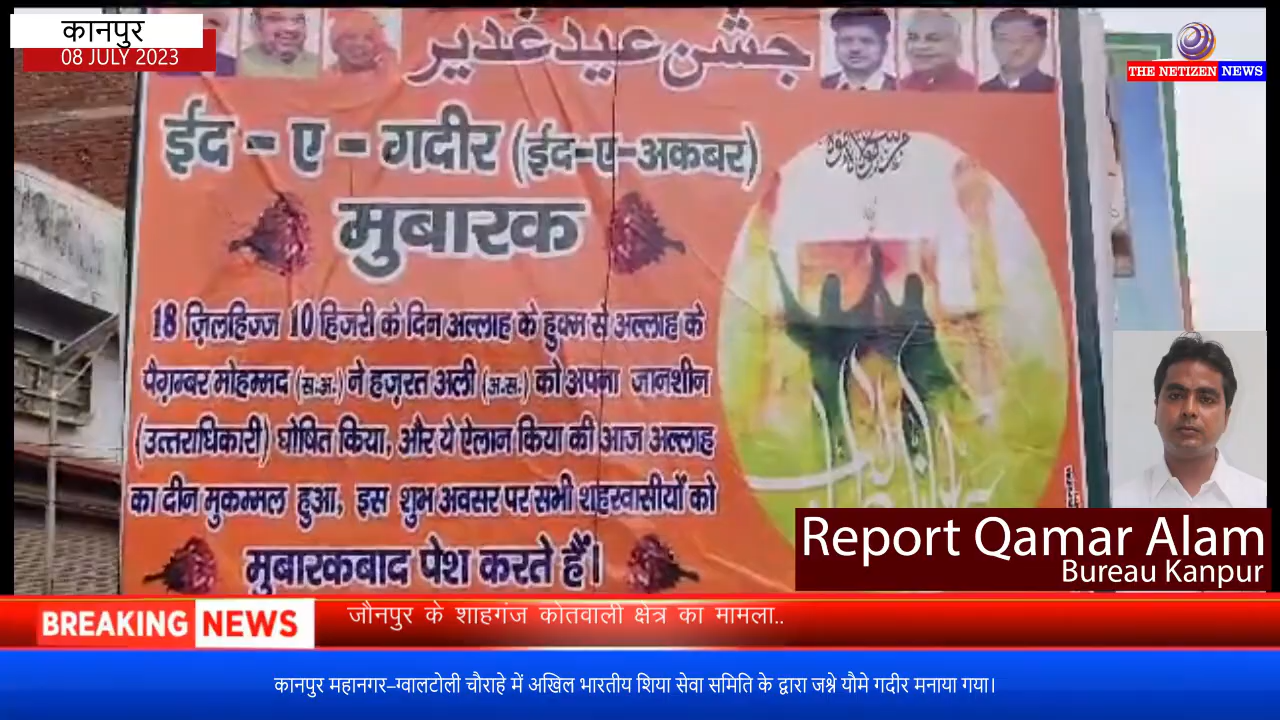 कानपुर
08 JULY 2023
THE NETIZEN NEWS
جشن عید غدیر
ईद - ए - गदीर (ईद-ए-अकबर)
मुबारक
18 ज़िलहिज्ज 10 हिजरी के दिन अल्लाह के हुक्म से अल्लाह के
पैग़म्बर मोहम्मद (स.अ.) ने हज़रत अली (अ.स.) को अपना जानशीन
(उत्तराधिकारी) घोषित किया, और ये ऐलान किया की आज अल्लाह
का दीन मुकम्मल हुआ, इस शुभ अवसर पर सभी शहरवासीयों को
मुबारकबाद पेश करते हैं।
Report Qamar Alam
Bureau Kanpur
BREAKING NEWS
जौनपुर के शाहगंज कोतवाली क्षेत्र का मामला..
कानपुर महानगर–ग्वालटोली चौराहे में अखिल भारतीय शिया सेवा समिति के द्वारा जश्ने यौमे गदीर मनाया गया।